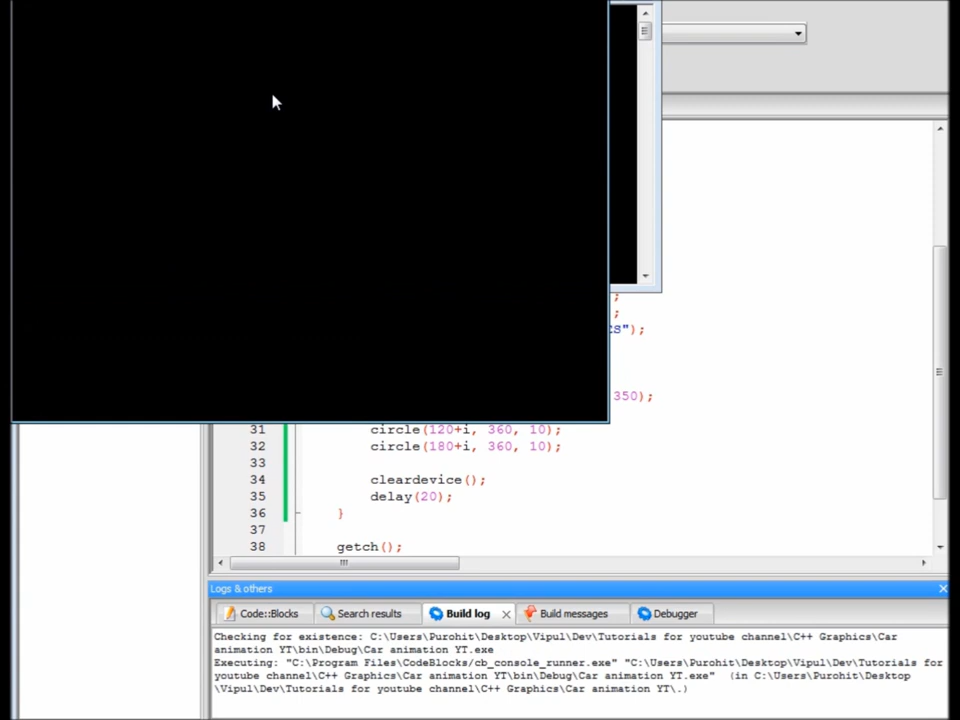 ;
;
cs");
350);
31 circle(120+i, 360, 10);
32 circle(180+i, 360, 10);
33
34 cleardevice();
35 delay(20);
36 }
37
38 getch();
Logs & others
Code::Blocks Search results Build log Build messages Debugger
Checking for existence: C:\Users\Purohit\Desktop\Vipul\Dev\Tutorials for youtube channel\C++ Graphics\Car
animation YT\bin\Debug\Car animation YT.exe
Executing: "C:\Program Files\CodeBlocks/cb_console_runner.exe" "C:\Users\Purohit\Desktop\Vipul\Dev\Tutorials for
youtube channel\C++ Graphics\Car animation YT\bin\Debug\Car animation YT.exe"  (in C:\Users\Purohit\Desktop
\Vipul\Dev\Tutorials for youtube channel\C++ Graphics\Car animation YT\.)